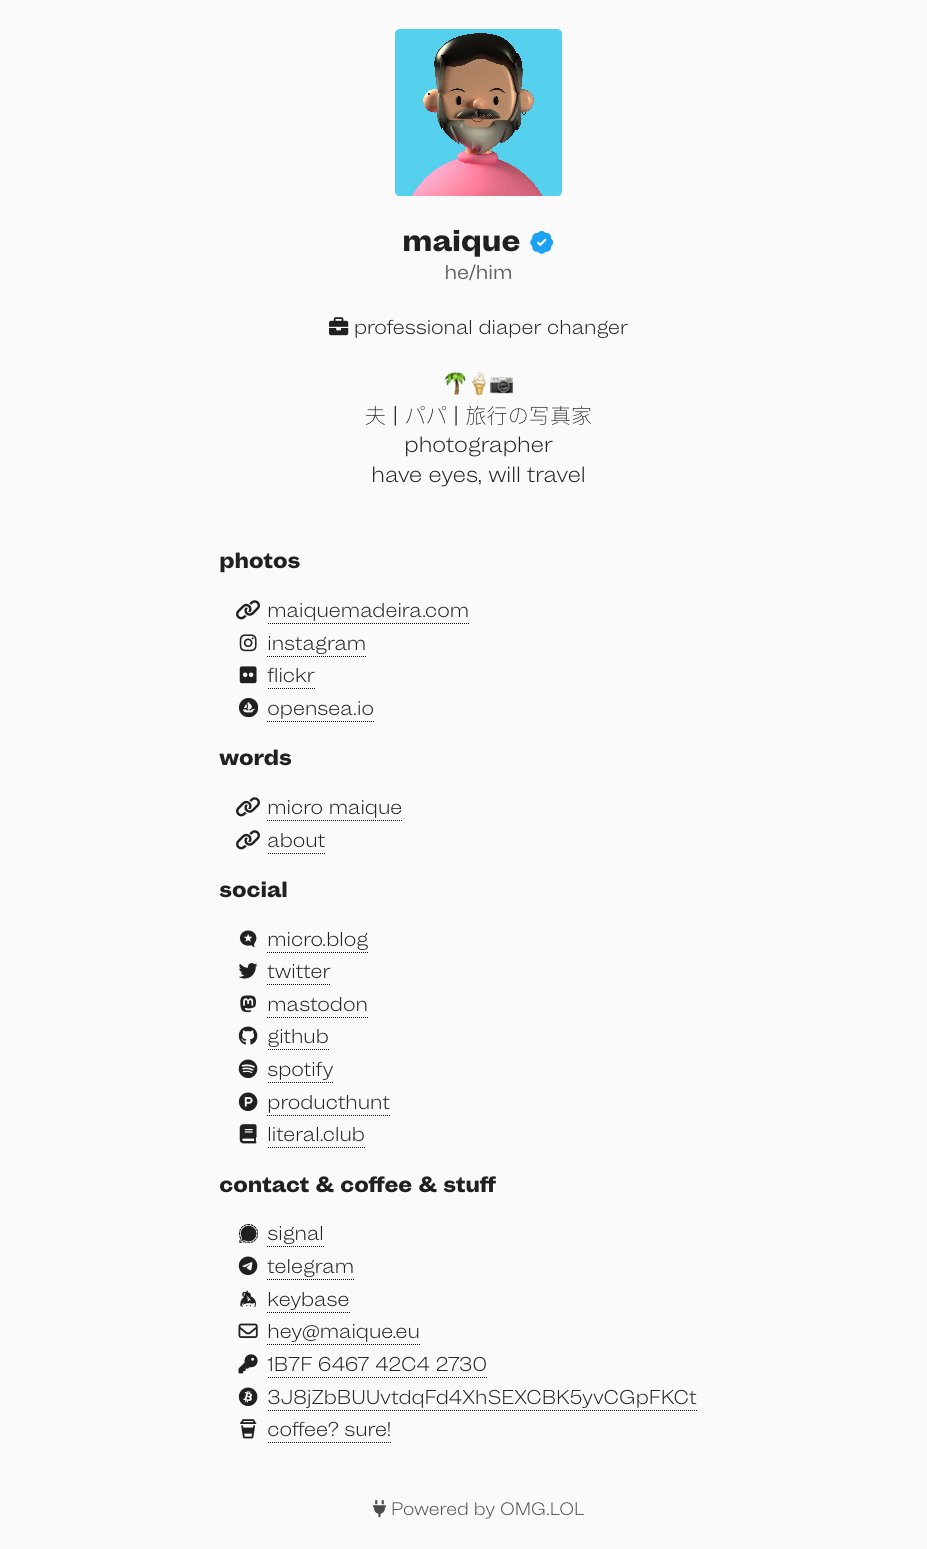 maique
he/him
professional diaper changer
🌴🍦📷
夫 | パパ | 旅行の写真家
photographer
have eyes, will travel
photos
maiquemadeira.com
instagram
flickr
opensea.io
words
micro maique
about
social
micro.blog
twitter
mastodon
github
spotify
producthunt
literal.club
contact & coffee & stuff
signal
telegram
keybase
hey@maique.eu
1B7F 6467 42C4 2730
3J8jZbBUUvtdqFd4XhSEXCBK5yvCGpFKCt
coffee? sure!
Powered by OMG.LOL